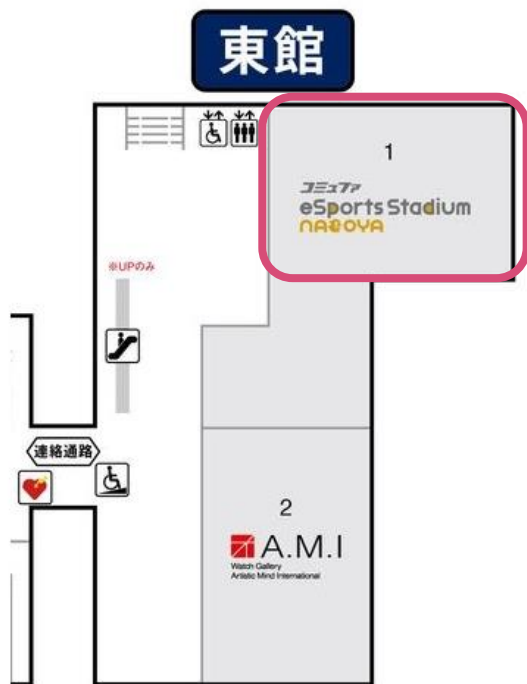 東館
1
コミュファ
eSports Stadium
NAGOYA
※UPのみ
連絡通路
2
A.M.I
Watch Gallery
Artistic Mind International